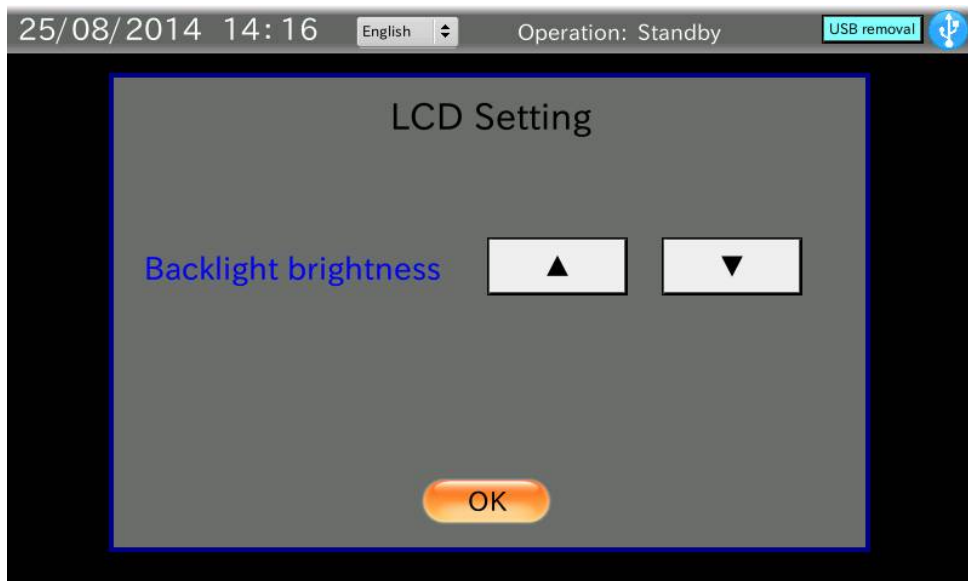 25/08/2014 14:16 English Operation: Standby USB removal
LCD Setting
Backlight brightness ▲ ▼
OK